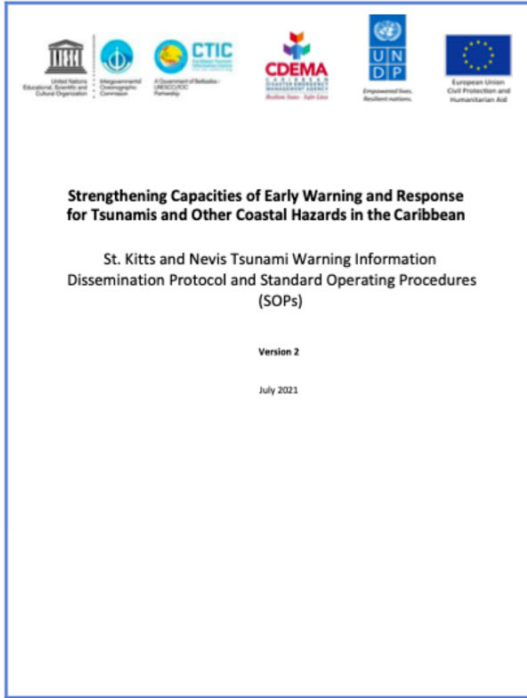 CTIC
CDEMA
U N
D P
United Nations
Educational, Scientific and
Cultural Organization
Intergovernmental
Oceanographic
Commission
A Government of Barbados -
UNESCO/IOC
Partnership
Resilient States - Safer Lives
Empowered lives.
Resilient nations.
European Union
Civil Protection and
Humanitarian Aid
Strengthening Capacities of Early Warning and Response
for Tsunamis and Other Coastal Hazards in the Caribbean
St. Kitts and Nevis Tsunami Warning Information
Dissemination Protocol and Standard Operating Procedures
(SOPs)
Version 2
July 2021